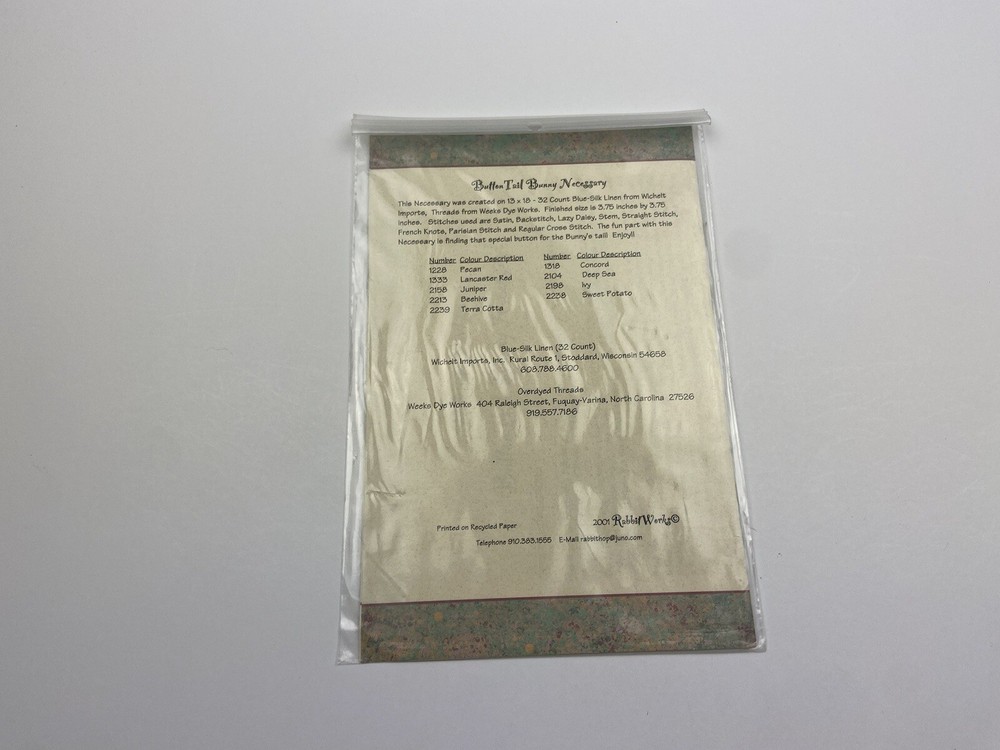 Button Tail Bunny Necessary
This Necessary was created on 13 x 18 - 32 Count Blue-Silk Linen from Wichelt
Imports, Threads from Weeks Dye Works. Finished size is 3.75 inches by 3.75
inches. Stitches used are Satin, Backstitch, Lazy Daisy, Stem, Straight Stitch,
French Knots, Parisian Stitch and Regular Cross Stitch. The fun part with this
Necessary is finding that special button for the Bunny's tail! Enjoy!!
Number Colour Description Number Colour Description
1228 Pecan 1318 Concord
1333 Lancaster Red 2104 Deep Sea
2158 Juniper 2198 Ivy
2213 Beehive 2238 Sweet Potato
2239 Terra Cotta
Blue-Silk Linen (32 Count)
Wichelt Imports, Inc. Rural Route 1, Stoddard, Wisconsin 54658
608.788.4600
Overdyed Threads
Weeks Dye Works 404 Raleigh Street, Fuquay-Varina, North Carolina 27526
919.557.7186
2001 RabbitWorks©
Printed on Recycled Paper
Telephone 910.383.1555 E-Mail rabbithop@juno.com